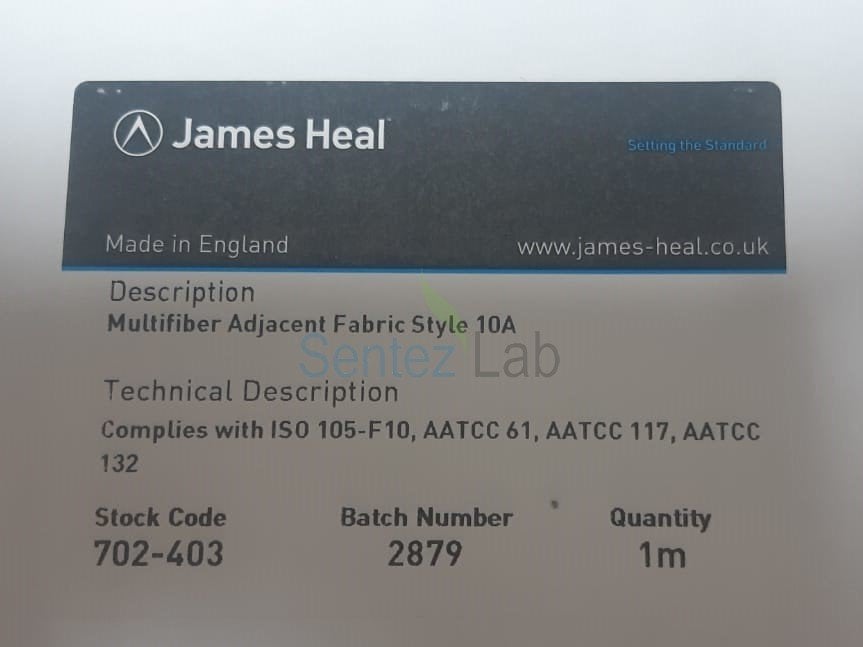 James Heal
Setting the Standard
Made in England
www.james-heal.co.uk
Description
Multifiber Adjacent Fabric Style 10A
Sentez Lab
Technical Description
Complies with ISO 105-F10, AATCC 61, AATCC 117, AATCC
132
Stock Code
Batch Number
Quantity
702-403
2879
1m